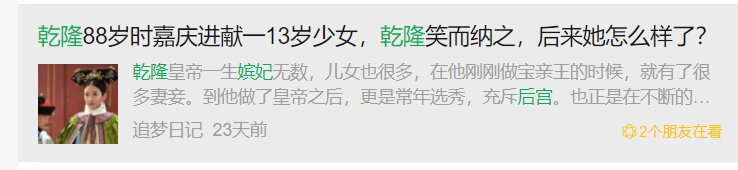 乾隆88岁时嘉庆进献一13岁少女，乾隆笑而纳之，后来她怎么样了？
乾隆皇帝一生嫔妃无数，儿女也很多，在他刚刚做宝亲王的时候，就有了很
多妻妾。到他做了皇帝之后，更是常年选秀，充斥后宫。也正是在不断的...
追梦日记 23天前
2个朋友在看